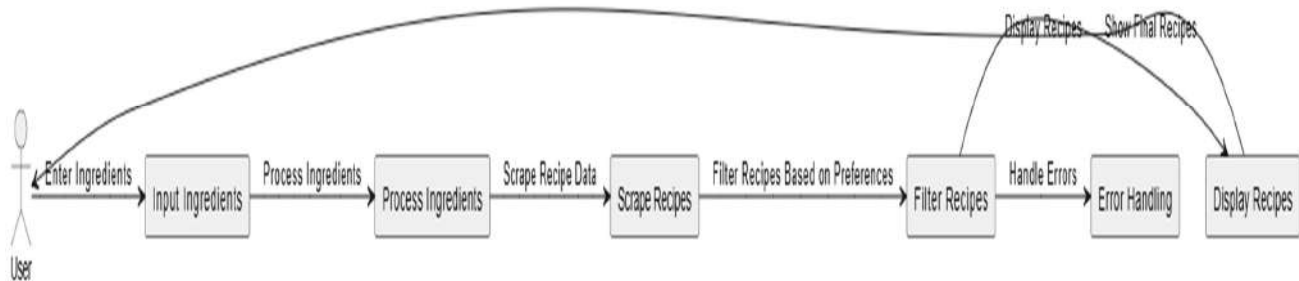 Display Recipes
Show Final Recipes
Enter Ingredients
Process Ingredients
Scrape Recipe Data
Filter Recipes Based on Preferences
Handle Errors
Input Ingredients
Process Ingredients
Scrape Recipes
Filter Recipes
Error Handling
Display Recipes
User